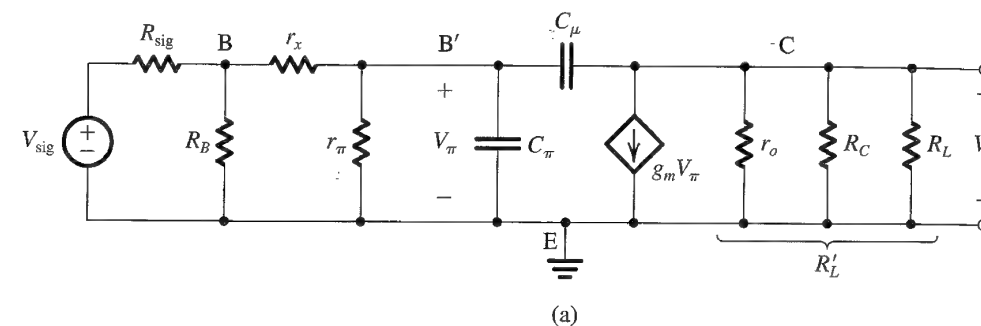 C_μ
R_sig B r_x B′ C
+ +
V_sig + − R_B r_π V_π C_π g_m V_π r_o R_C R_L V
− −
E
R′_L
(a)